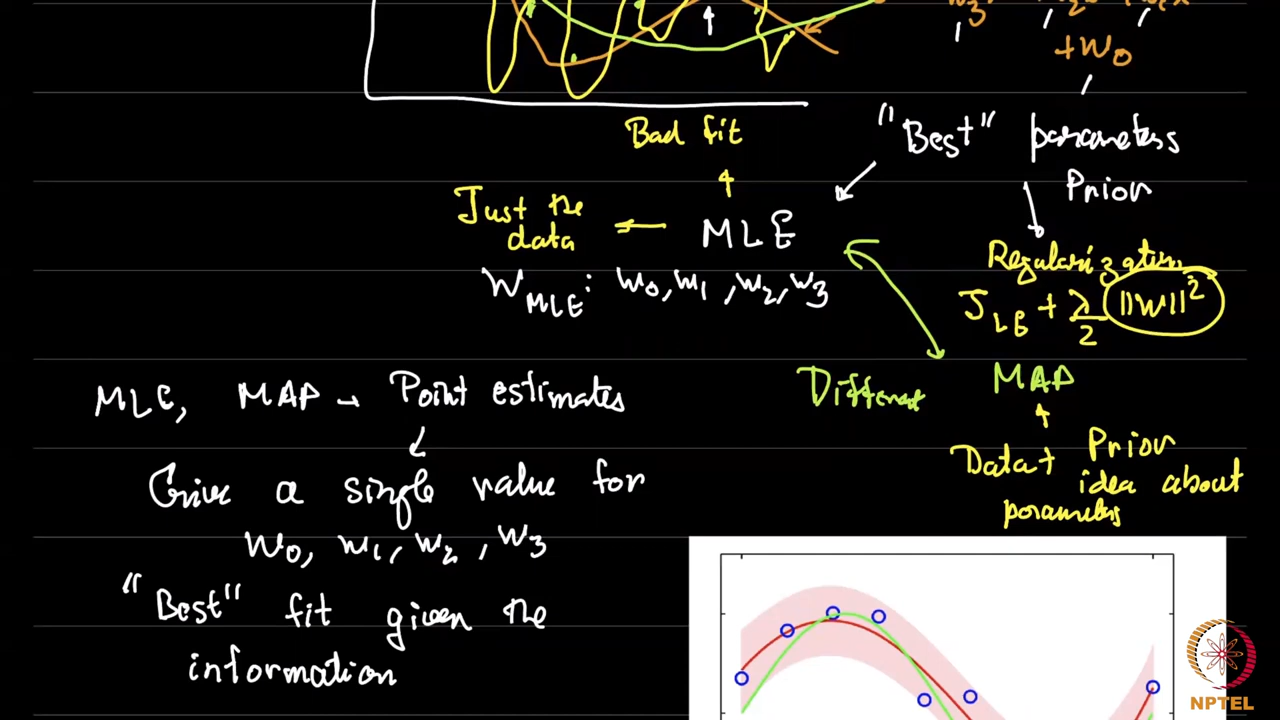 +W0
Bad fit
"Best" parameters
Prior
Just the
data
MLE
WMLE: W0, W1, W2, W3
Regularization
JLE + λ/2 ||W||²
MLE, MAP → Point estimates
Different
MAP
Give a single value for
W0, W1, W2, W3
Data + Prior
idea about
parameters
"Best" fit given the
information
NPTEL